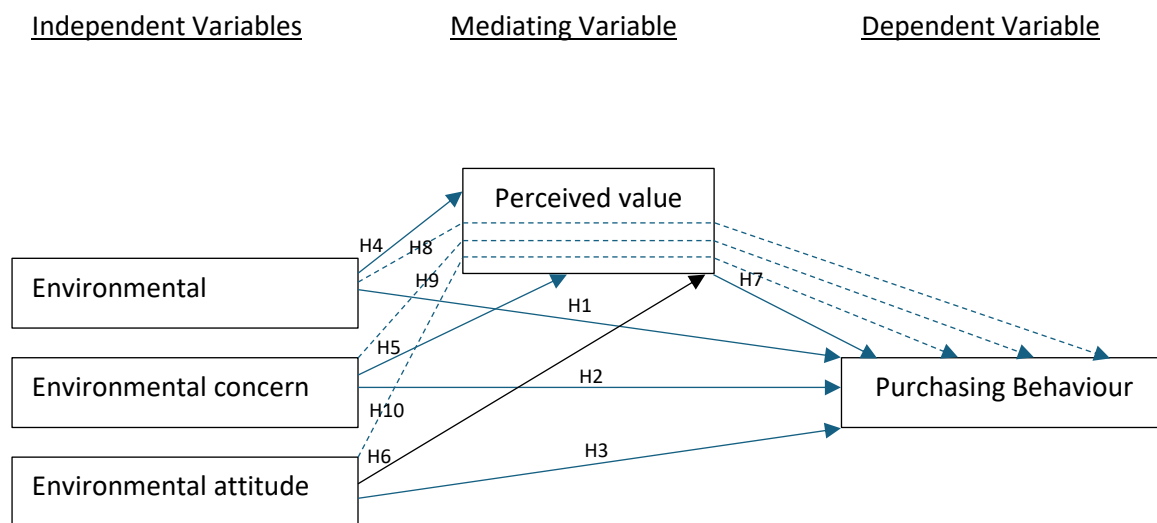 Independent Variables
Mediating Variable
Dependent Variable
Perceived value
H4
H8
Environmental
H9
H7
H1
H5
Environmental concern
H2
Purchasing Behaviour
H10
H6
H3
Environmental attitude